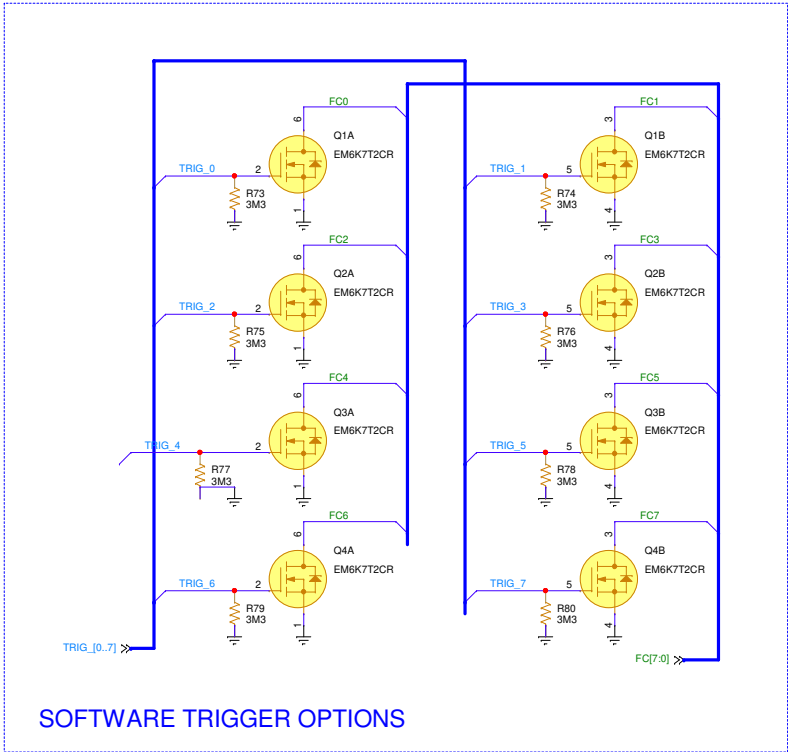 FC0
6
Q1A
EM6K7T2CR
TRIG_0
2
R73
3M3
1
FC1
3
Q1B
EM6K7T2CR
TRIG_1
5
R74
3M3
4
FC2
6
Q2A
EM6K7T2CR
TRIG_2
2
R75
3M3
1
FC3
3
Q2B
EM6K7T2CR
TRIG_3
5
R76
3M3
4
FC4
6
Q3A
EM6K7T2CR
TRIG_4
2
R77
3M3
1
FC5
3
Q3B
EM6K7T2CR
TRIG_5
5
R78
3M3
4
FC6
6
Q4A
EM6K7T2CR
TRIG_6
2
R79
3M3
1
FC7
3
Q4B
EM6K7T2CR
TRIG_7
5
R80
3M3
4
TRIG_[0..7]
FC[7:0]
SOFTWARE TRIGGER OPTIONS